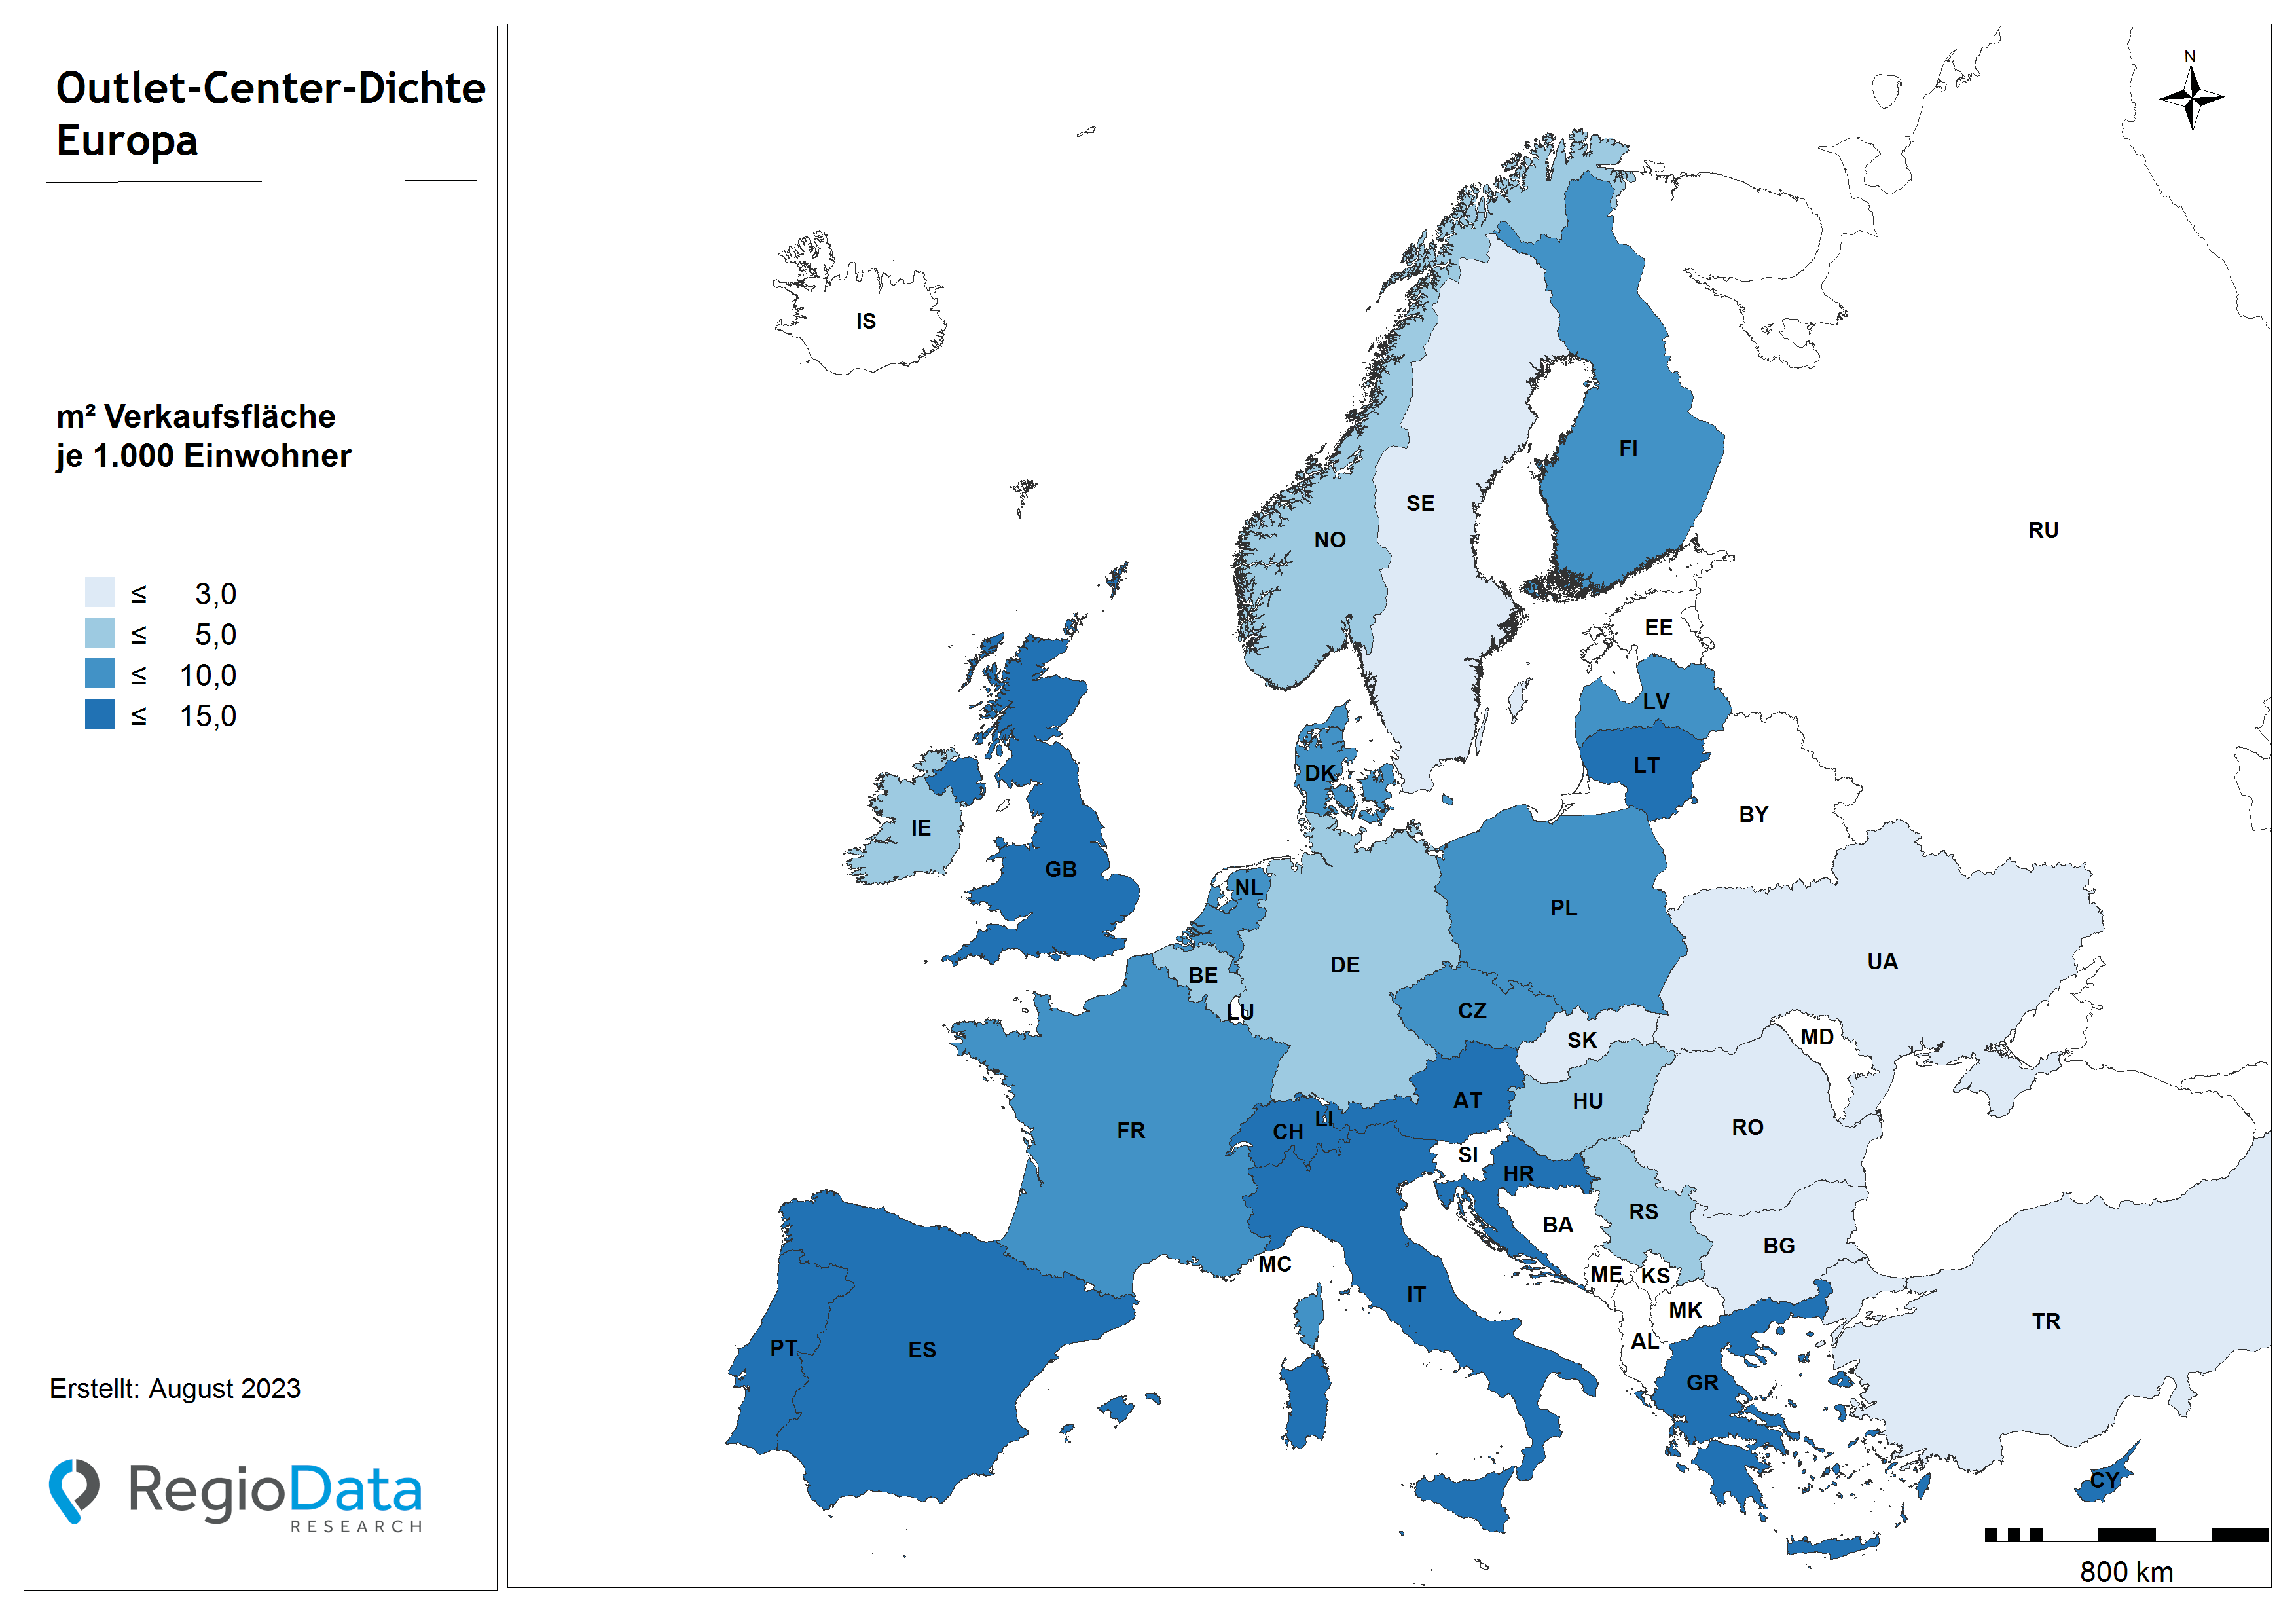 Outlet-Center-Dichte
Europa
m² Verkaufsfläche
je 1.000 Einwohner
≤ 3,0
≤ 5,0
≤ 10,0
≤ 15,0
Erstellt: August 2023
RegioData
RESEARCH
N
IS
FI
SE
NO
RU
EE
LV
LT
DK
BY
IE
GB
NL
PL
DE
UA
BE
LU
CZ
SK
MD
HU
AT
LI
CH
FR
RO
SI
HR
RS
BA
BG
MC
ME
KS
IT
MK
TR
AL
PT
ES
GR
CY
800 km